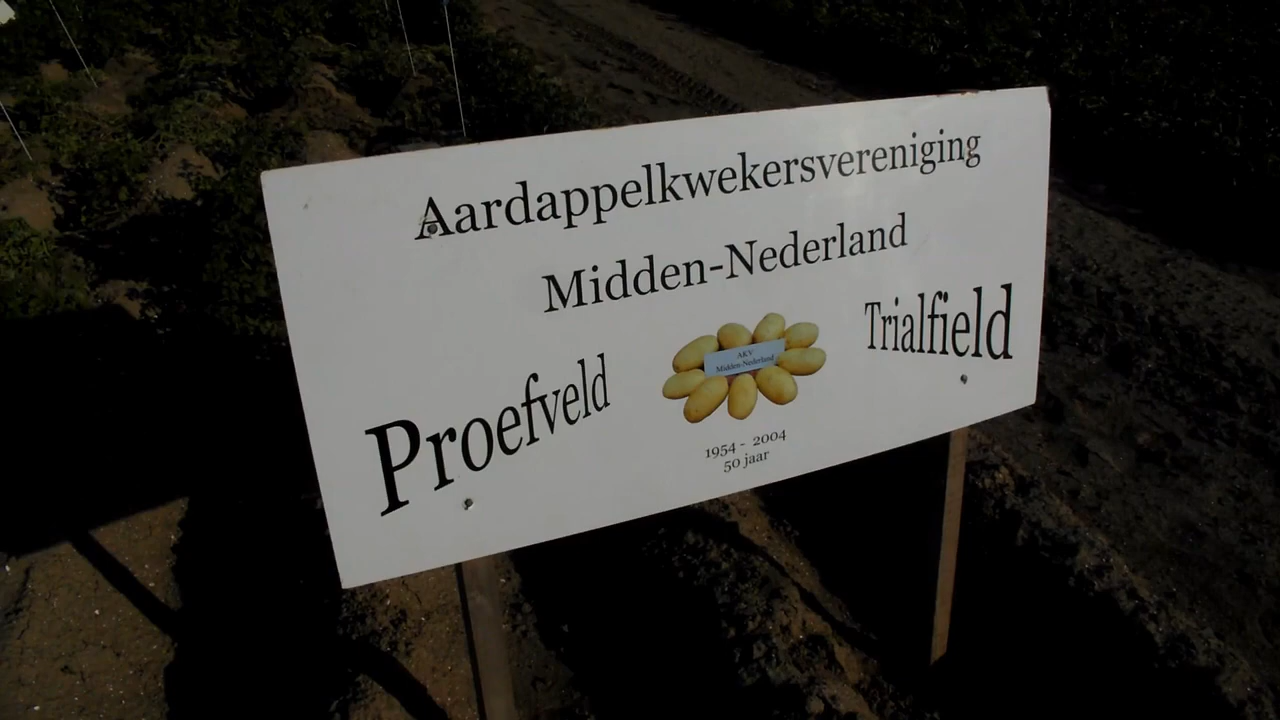 Aardappelkwekersvereniging
Midden-Nederland
Proefveld
AKV
Midden-Nederland
Trialfield
1954 - 2004
50 jaar